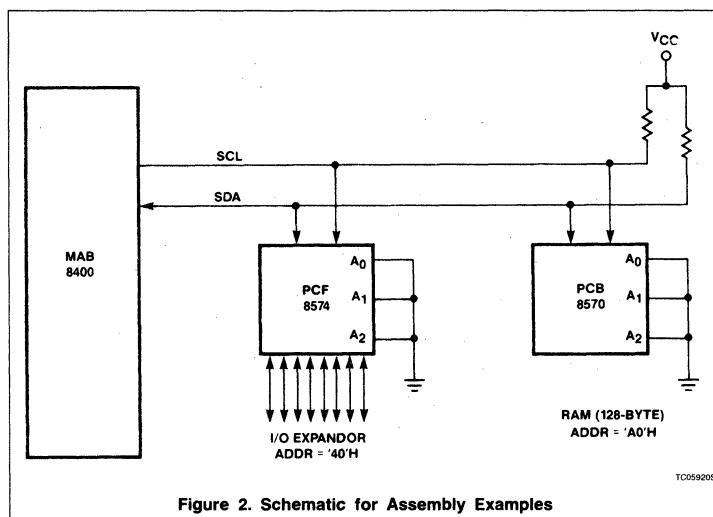 VCC
SCL
SDA
MAB
8400
PCF
8574
A0
A1
A2
PCB
8570
A0
A1
A2
I/O EXPANDOR
ADDR = '40'H
RAM (128-BYTE)
ADDR = 'A0'H
TC05920S
Figure 2. Schematic for Assembly Examples